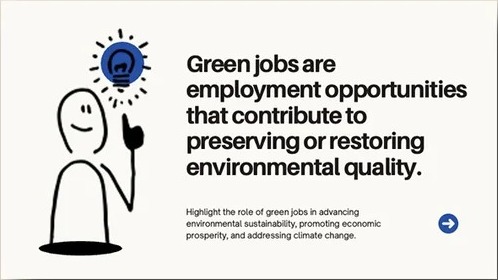 Green jobs are
employment opportunities
that contribute to
preserving or restoring
environmental quality.
Highlight the role of green jobs in advancing
environmental sustainability, promoting economic
prosperity, and addressing climate change.